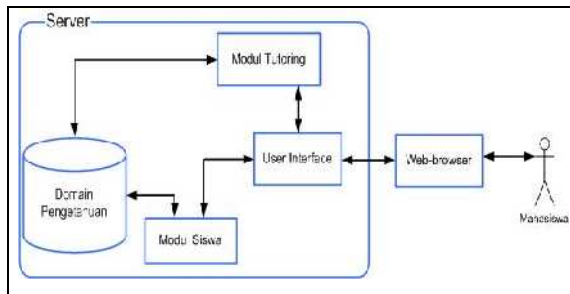 Server
Modul Tutoring
User Interface
Web-browser
Domain
Pengetahuan
Modul Siswa
Mahasiswa